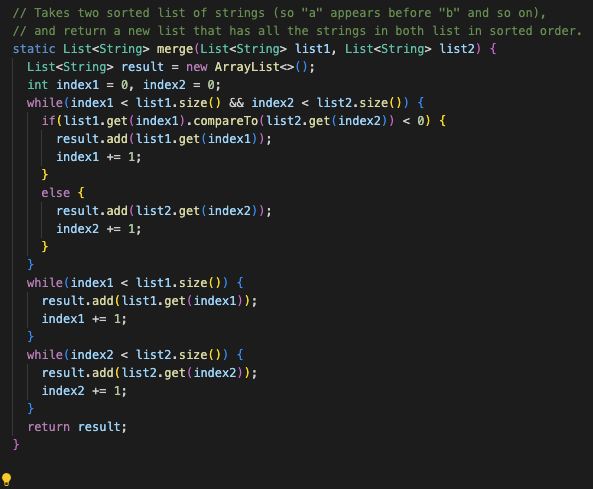 // Takes two sorted list of strings (so "a" appears before "b" and so on),
// and return a new list that has all the strings in both list in sorted order.
static List<String> merge(List<String> list1, List<String> list2) {
  List<String> result = new ArrayList<>();
  int index1 = 0, index2 = 0;
  while(index1 < list1.size() && index2 < list2.size()) {
    if(list1.get(index1).compareTo(list2.get(index2)) < 0) {
      result.add(list1.get(index1));
      index1 += 1;
    }
    else {
      result.add(list2.get(index2));
      index2 += 1;
    }
  }
  while(index1 < list1.size()) {
    result.add(list1.get(index1));
    index1 += 1;
  }
  while(index2 < list2.size()) {
    result.add(list2.get(index2));
    index2 += 1;
  }
  return result;
}